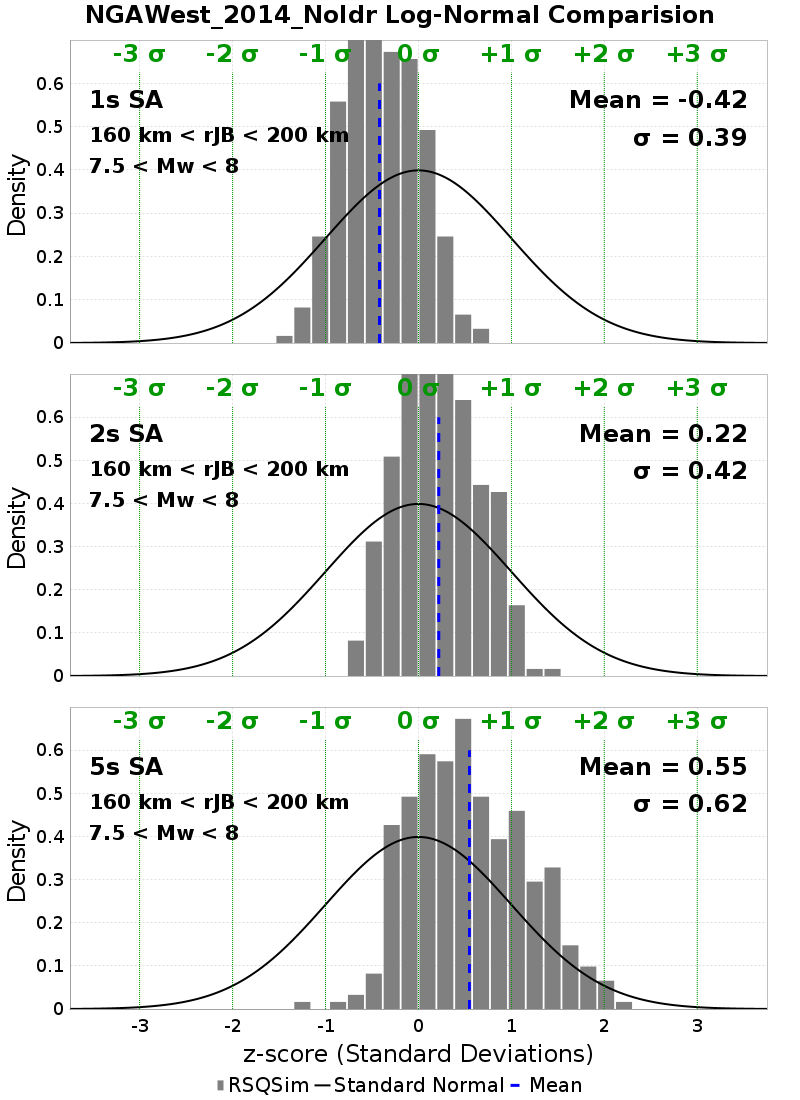 NGAWest_2014_NoIdr Log-Normal Comparision
-3 σ -2 σ -1 σ 0 σ +1 σ +2 σ +3 σ
1s SA
160 km < rJB < 200 km
7.5 < Mw < 8
Mean = -0.42
σ = 0.39
0.6
0.5
0.4
0.3
0.2
0.1
0
Density
-3 σ -2 σ -1 σ 0 σ +1 σ +2 σ +3 σ
2s SA
160 km < rJB < 200 km
7.5 < Mw < 8
Mean = 0.22
σ = 0.42
0.6
0.5
0.4
0.3
0.2
0.1
0
Density
-3 σ -2 σ -1 σ 0 σ +1 σ +2 σ +3 σ
5s SA
160 km < rJB < 200 km
7.5 < Mw < 8
Mean = 0.55
σ = 0.62
0.6
0.5
0.4
0.3
0.2
0.1
0
Density
-3 -2 -1 0 1 2 3
z-score (Standard Deviations)
RSQSim Standard Normal Mean